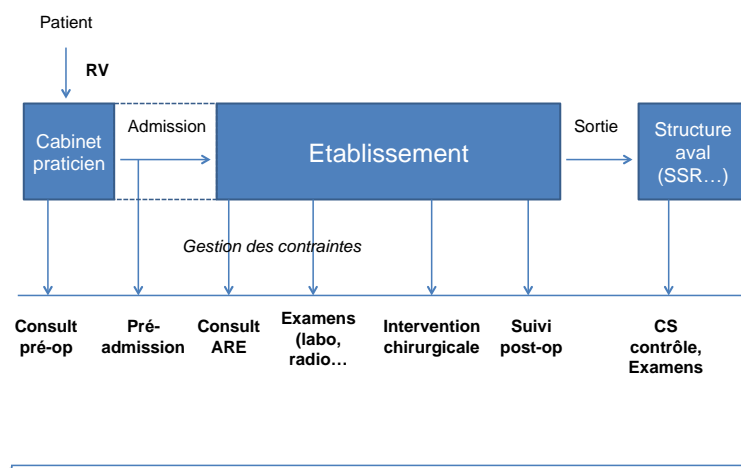 Patient
RV
Cabinet
praticien
Admission
Etablissement
Sortie
Structure
aval
(SSR…)
Gestion des contraintes
Consult
pré-op
Pré-
admission
Consult
ARE
Examens
(labo,
radio…
Intervention
chirurgicale
Suivi
post-op
CS
contrôle,
Examens